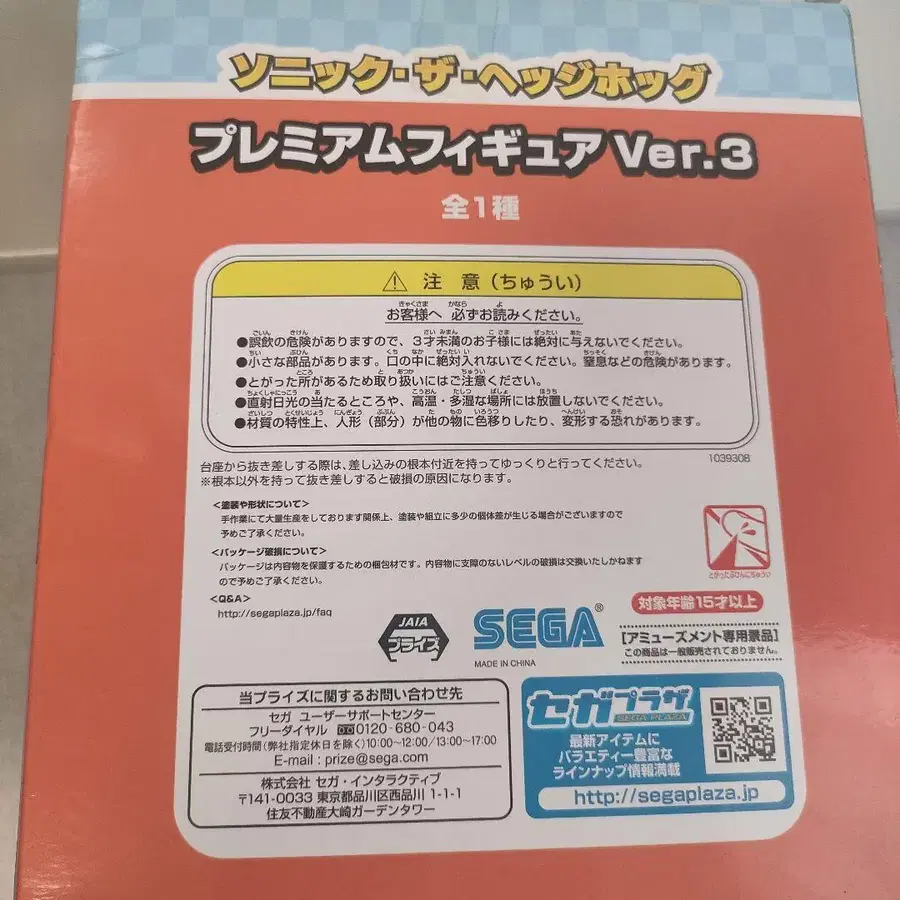 ソニック・ザ・ヘッジホッグ
プレミアムフィギュア Ver.3
全1種
注 意（ちゅうい）
お客様へ 必ずお読みください。
●誤飲の危険がありますので、3才未満のお子様には絶対に与えないでください。
●小さな部品があります。口の中に絶対入れないでください。窒息などの危険があります。
●とがった所があるため取り扱いにはご注意ください。
●直射日光の当たるところや、高温・多湿な場所には放置しないでください。
●材質の特性上、人形（部分）が他の物に色移りしたり、変形する恐れがあります。
1039308
台座から抜き差しする際は、差し込みの根本付近を持ってゆっくりと行ってください。
※根本以外を持って抜き差しすると破損の原因になります。
<塗装や形状について>
手作業にて大量生産をしております関係上、塗装や組立に多少の個体差が生じる場合がございますので
予めご了承ください。
<パッケージ破損について>
パッケージは内容物を保護するための梱包材です。内容物に支障のないレベルの破損は交換いたしかねます
ので予めご了承ください。
<Q&A>
http://segaplaza.jp/faq
とがったぶひんにちゅうい
対象年齢15才以上
JAIA
プライズ
SEGA®
MADE IN CHINA
[アミューズメント専用景品]
この商品は一般販売されておりません。
当プライズに関するお問い合わせ先
セガ ユーザーサポートセンター
フリーダイヤル 0120-680-043
電話受付時間(弊社指定休日を除く)10:00～12:00/13:00～17:00
E-mail : prize@sega.com
株式会社 セガ・インタラクティブ
〒141-0033 東京都品川区西品川 1-1-1
住友不動産大崎ガーデンタワー
セガプラザ
SEGA PLAZA
最新アイテムに
バラエティー豊富な
ラインナップ情報満載
http://segaplaza.jp